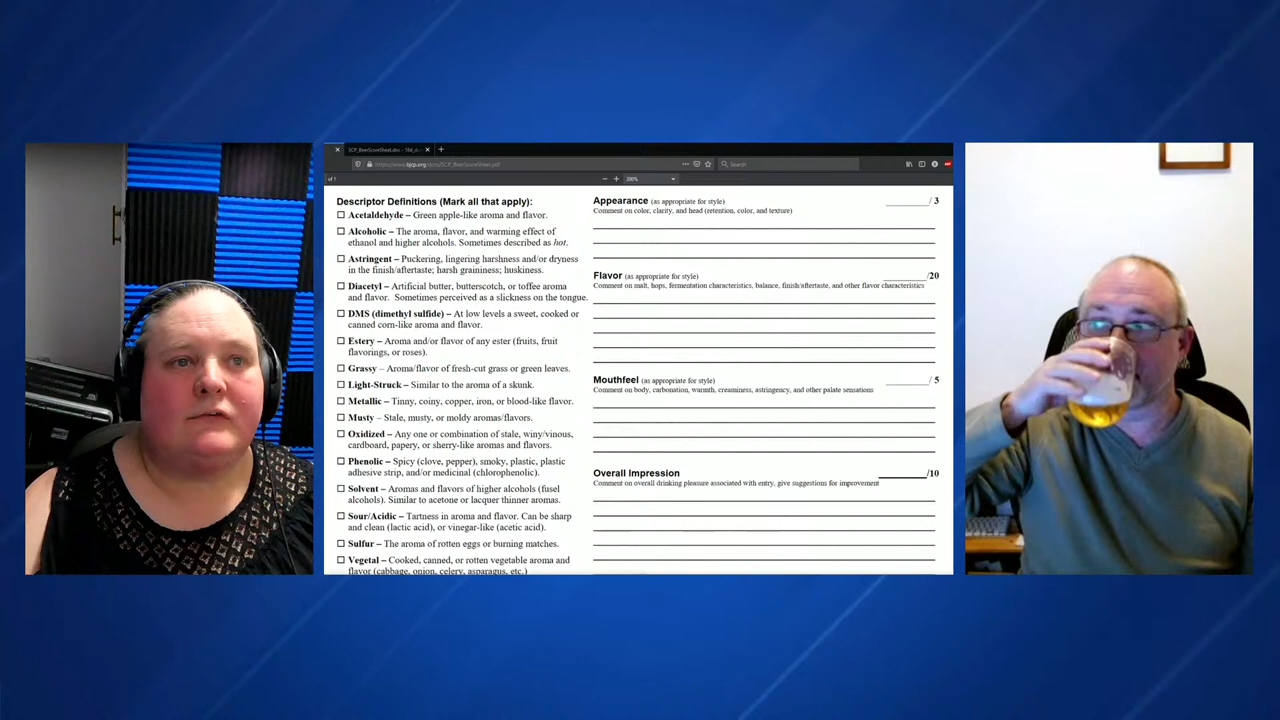 SCP_BeerScoreSheet.doc - 16d_s
https://www.bjcp.org/docs/SCP_BeerScoreSheet.pdf
Search
of 1
200%
Descriptor Definitions (Mark all that apply):
Acetaldehyde – Green apple-like aroma and flavor.
Alcoholic – The aroma, flavor, and warming effect of
ethanol and higher alcohols. Sometimes described as hot.
Astringent – Puckering, lingering harshness and/or dryness
in the finish/aftertaste; harsh graininess; huskiness.
Diacetyl – Artificial butter, butterscotch, or toffee aroma
and flavor. Sometimes perceived as a slickness on the tongue.
DMS (dimethyl sulfide) – At low levels a sweet, cooked or
canned corn-like aroma and flavor.
Estery – Aroma and/or flavor of any ester (fruits, fruit
flavorings, or roses).
Grassy – Aroma/flavor of fresh-cut grass or green leaves.
Light-Struck – Similar to the aroma of a skunk.
Metallic – Tinny, coiny, copper, iron, or blood-like flavor.
Musty – Stale, musty, or moldy aromas/flavors.
Oxidized – Any one or combination of stale, winy/vinous,
cardboard, papery, or sherry-like aromas and flavors.
Phenolic – Spicy (clove, pepper), smoky, plastic, plastic
adhesive strip, and/or medicinal (chlorophenolic).
Solvent – Aromas and flavors of higher alcohols (fusel
alcohols). Similar to acetone or lacquer thinner aromas.
Sour/Acidic – Tartness in aroma and flavor. Can be sharp
and clean (lactic acid), or vinegar-like (acetic acid).
Sulfur – The aroma of rotten eggs or burning matches.
Vegetal – Cooked, canned, or rotten vegetable aroma and
flavor (cabbage, onion, celery, asparagus, etc.)
Appearance (as appropriate for style) / 3
Comment on color, clarity, and head (retention, color, and texture)
Flavor (as appropriate for style) /20
Comment on malt, hops, fermentation characteristics, balance, finish/aftertaste, and other flavor characteristics
Mouthfeel (as appropriate for style) / 5
Comment on body, carbonation, warmth, creaminess, astringency, and other palate sensations
Overall Impression /10
Comment on overall drinking pleasure associated with entry, give suggestions for improvement